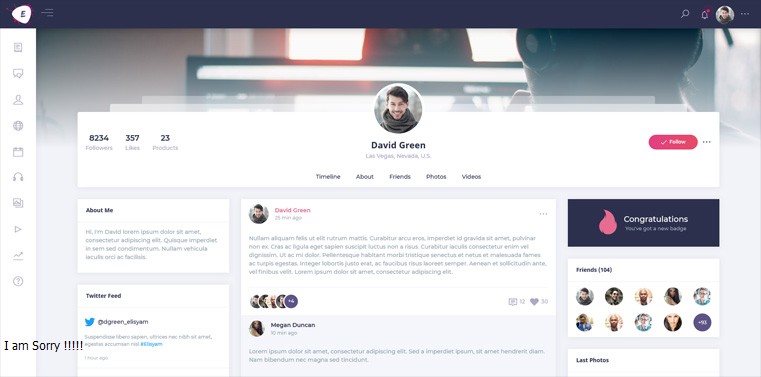 E
David Green
Las Vegas, Nevada, U.S.
8234
Followers
357
Likes
23
Products
Follow
Timeline
About
Friends
Photos
Videos
About Me
Hi, I'm David lorem ipsum dolor sit amet,
consectetur adipiscing elit. Quisque imperdiet
in sem sed condimentum. Nullam vehicula
iaculis orci ac facilisis.
Twitter Feed
@dgreen_elisyam
Suspendisse libero sapien, ultrices nec nibh sit amet,
egestas accumsan nisl #Elisyam
1 hour ago
I am Sorry !!!!!
David Green
25 min ago
Nullam aliquam felis ut elit rutrum mattis. Curabitur arcu eros, imperdiet id gravida sit amet, pulvinar
non ex. Cras ac ligula eget sapien suscipit luctus non a risus. Curabitur iaculis consectetur enim vel
dignissim. Ut ac mi dolor. Pellentesque habitant morbi tristique senectus et netus et malesuada fames
ac turpis egestas. Integer lobortis justo erat, ac faucibus risus laoreet semper. Aenean et sollicitudin ante,
vel finibus velit. Lorem ipsum dolor sit amet, consectetur adipiscing elit.
+4
12
30
Megan Duncan
10 min ago
Lorem ipsum dolor sit amet, consectetur adipiscing elit. Sed a imperdiet ipsum, sit amet hendrerit diam.
Nam bibendum nec magna sed tincidunt.
Congratulations
You've got a new badge
Friends (104)
+93
Last Photos